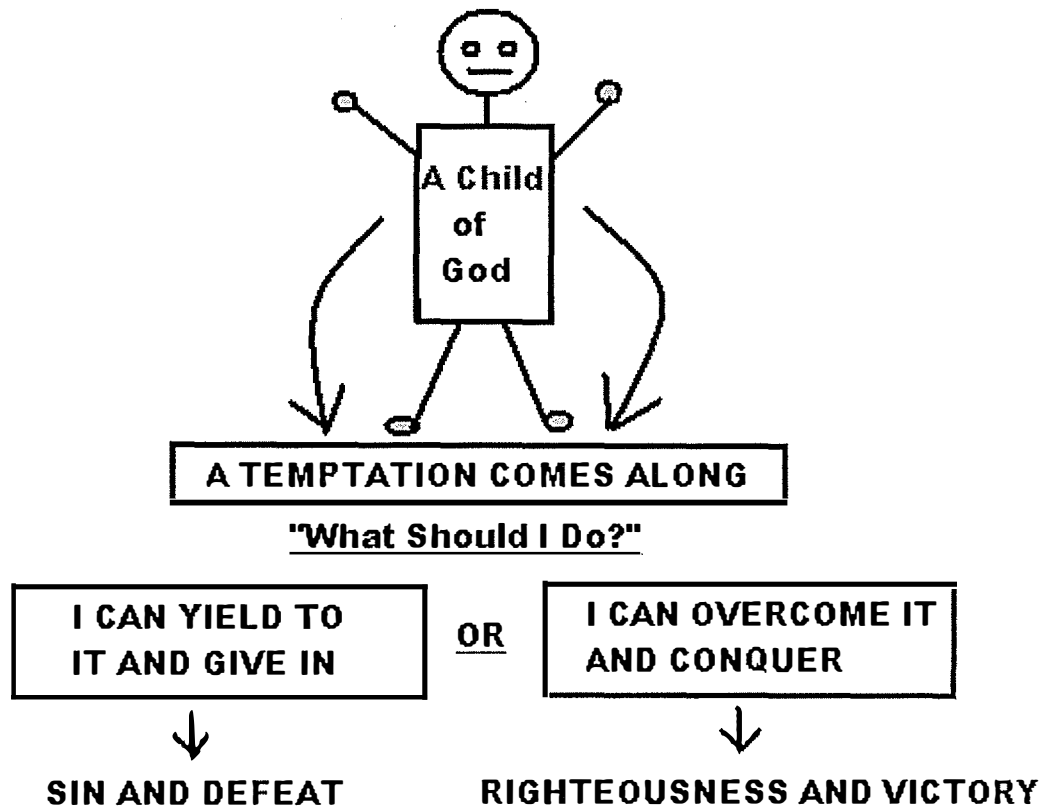 A Child
of
God
A TEMPTATION COMES ALONG
"What Should I Do?"
I CAN YIELD TO
IT AND GIVE IN
OR
I CAN OVERCOME IT
AND CONQUER
SIN AND DEFEAT
RIGHTEOUSNESS AND VICTORY